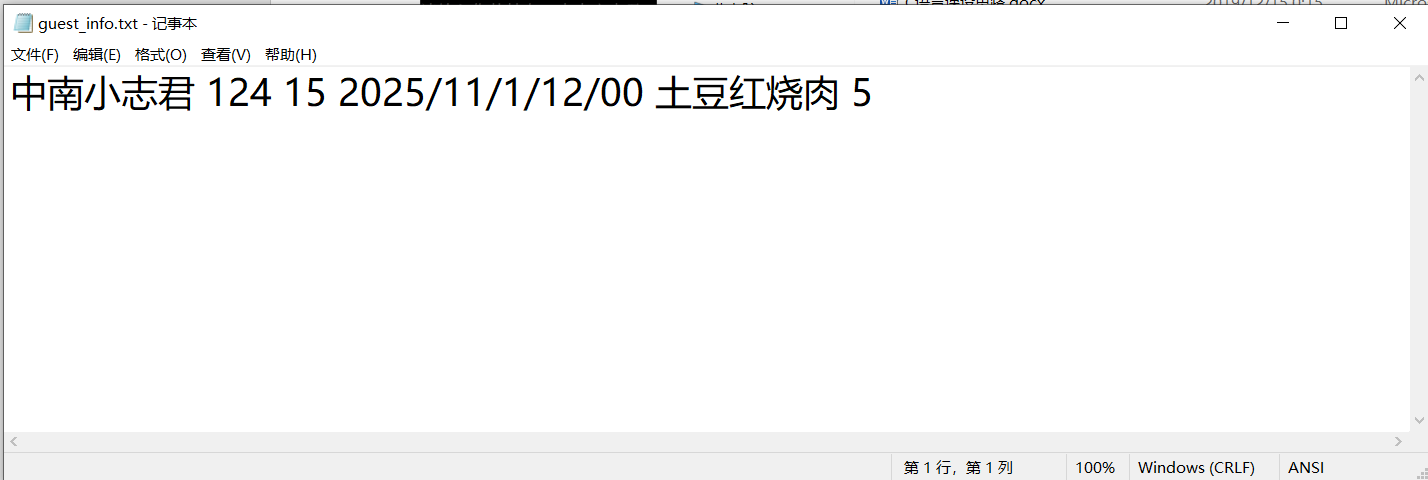 guest_info.txt - 记事本
文件(F) 编辑(E) 格式(O) 查看(V) 帮助(H)
中南小志君 124 15 2025/11/1/12/00 土豆红烧肉 5
第 1 行，第 1 列 100% Windows (CRLF) ANSI